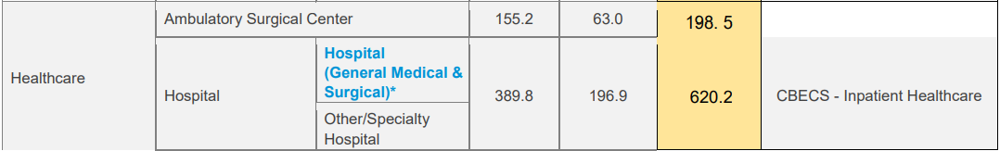 Ambulatory Surgical Center 155.2 63.0 198. 5
Healthcare
Hospital
Hospital
(General Medical &
Surgical)*
389.8 196.9 620.2 CBECS - Inpatient Healthcare
Other/Specialty
Hospital